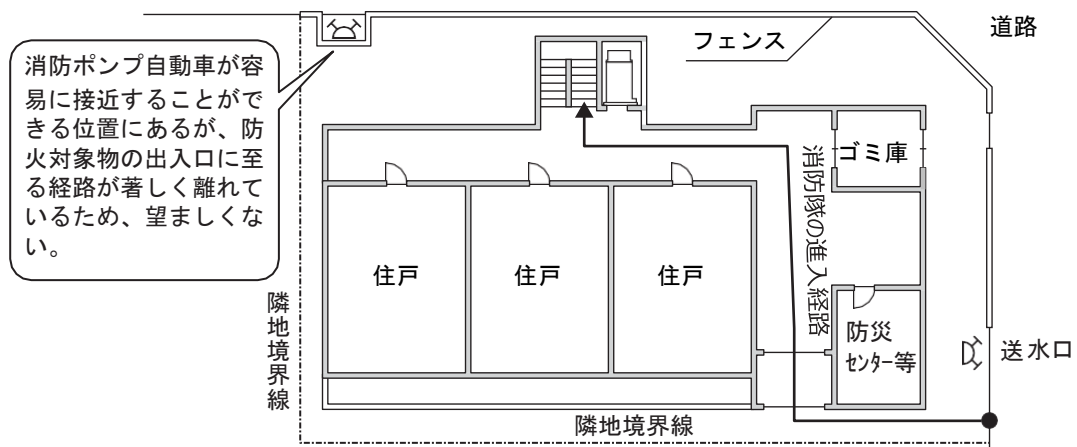 道路
フェンス
消防ポンプ自動車が容
易に接近することがで
きる位置にあるが、防
火対象物の出入口に至
る経路が著しく離れて
いるため、望ましくな
い。
ゴミ庫
消防隊の進入経路
住戸
住戸
住戸
隣地境界線
防災
センター等
送水口
隣地境界線